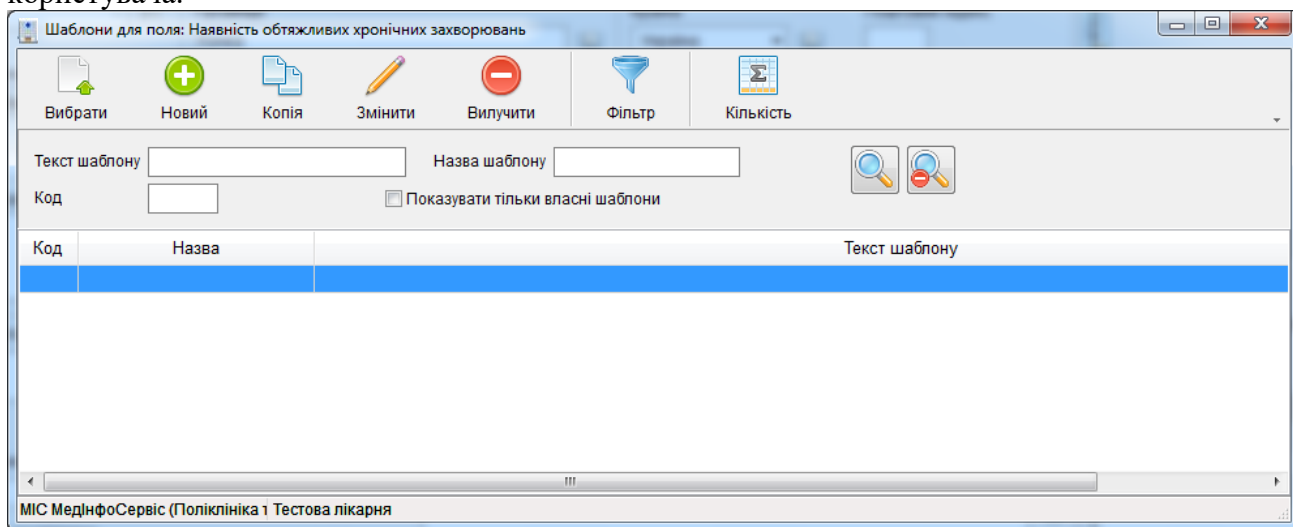 користувача.
Шаблони для поля: Наявність обтяжливих хронічних захворювань
Вибрати Новий Копія Змінити Вилучити Фільтр Кількість
Текст шаблону Назва шаблону
Код Показувати тільки власні шаблони
Код Назва Текст шаблону
МІС МедІнфоСервіс (Поліклініка Тестова лікарня